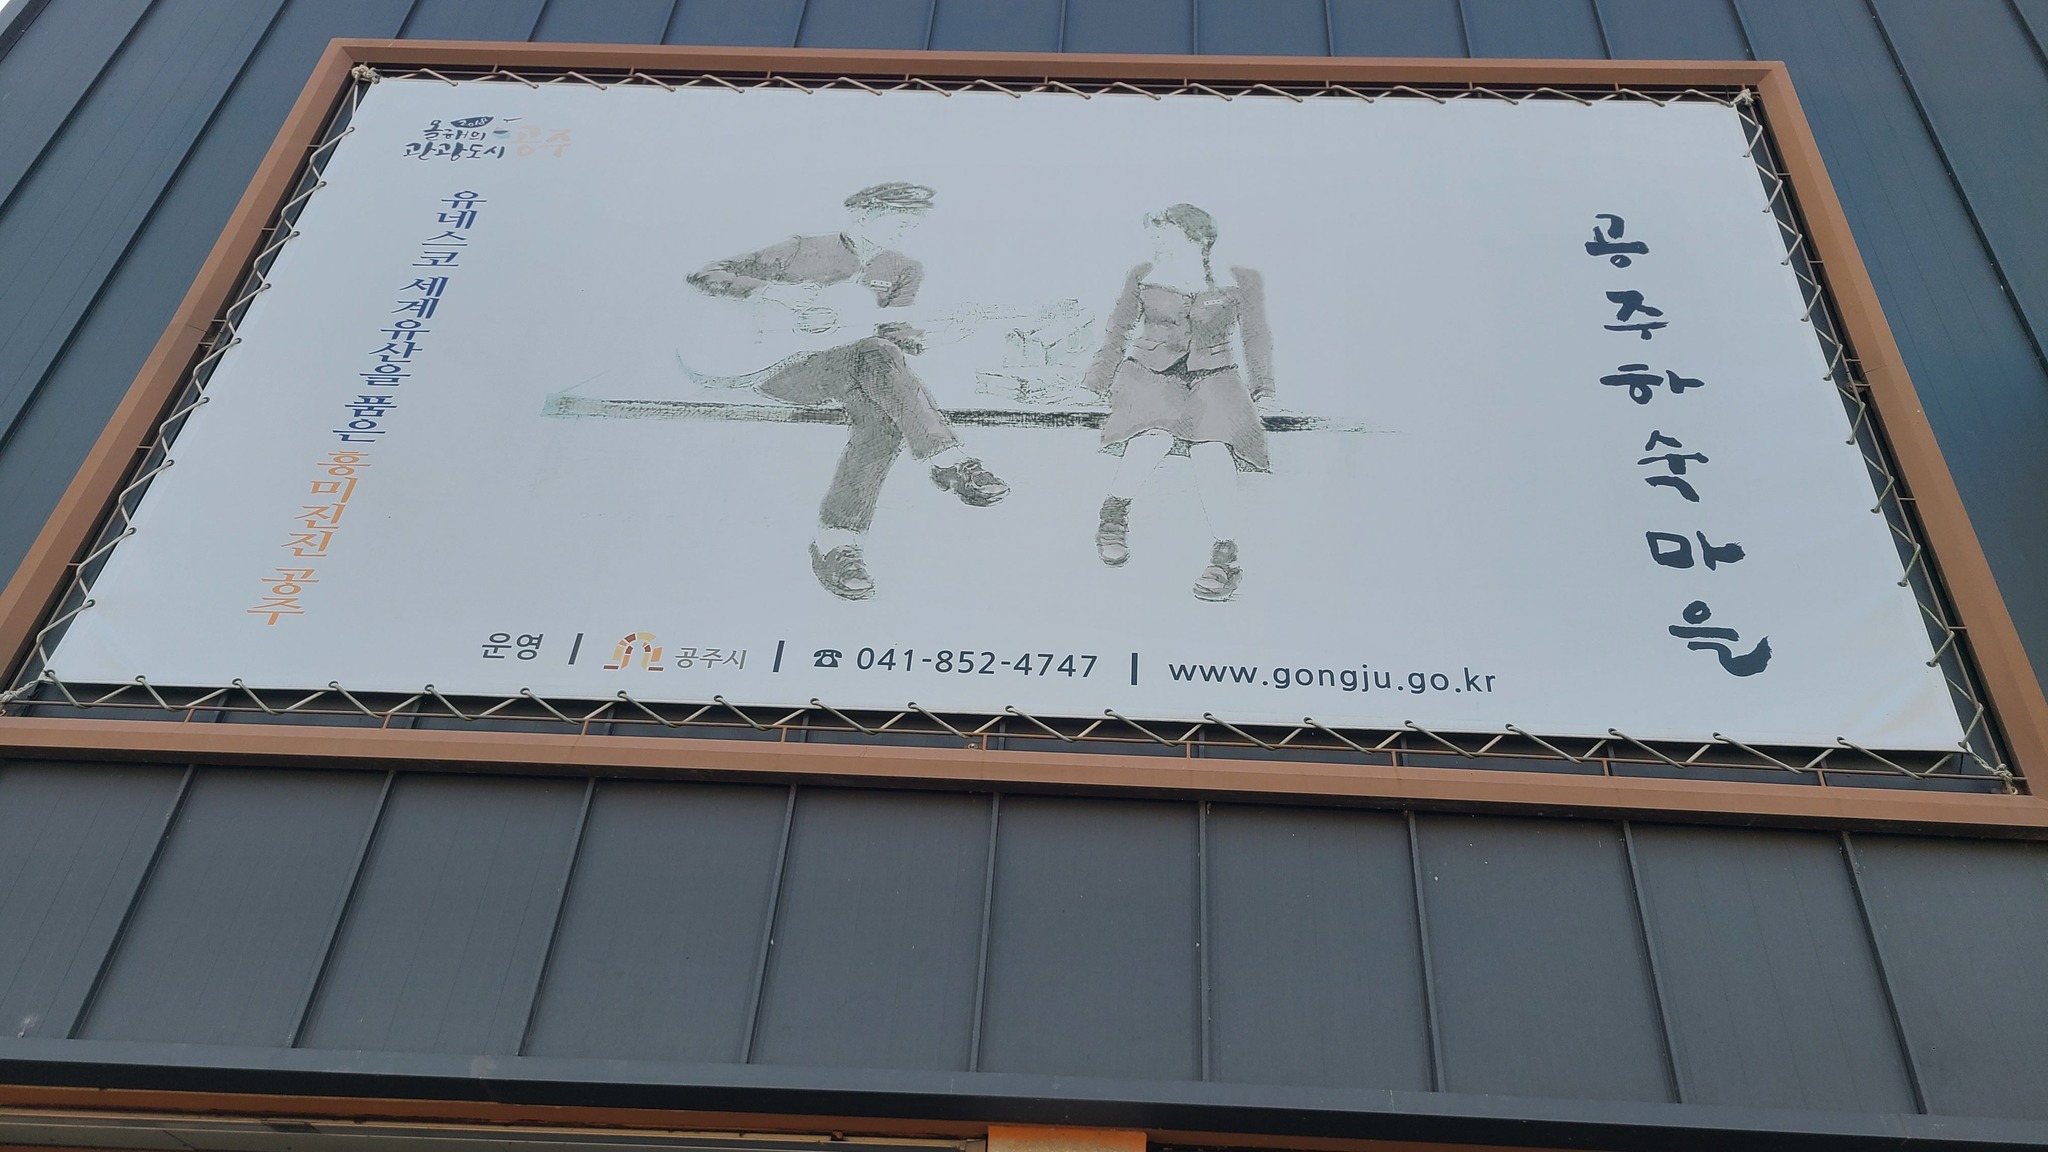 2018
올해의
관광도시 공주
유네스코 세계유산을 품은 흥미진진 공주
공주하숙마을
운영 | 공주시 | ☎ 041-852-4747 | www.gongju.go.kr